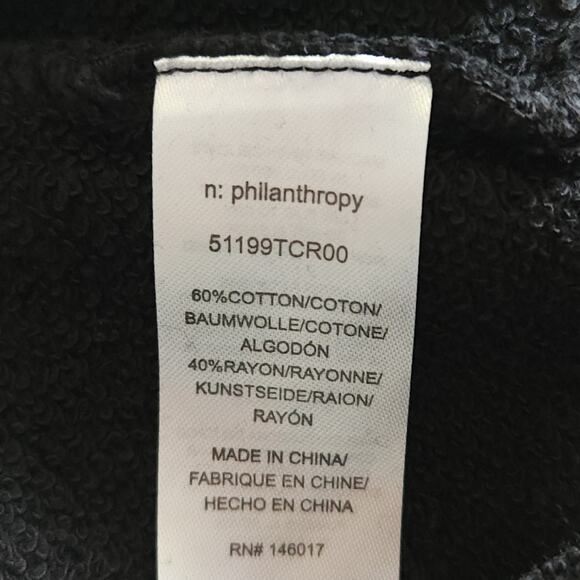 n: philanthropy
51199TCR00
60%COTTON/COTON/
BAUMWOLLE/COTONE/
ALGODÓN
40%RAYON/RAYONNE/
KUNSTSEIDE/RAION/
RAYÓN
MADE IN CHINA/
FABRIQUE EN CHINE/
HECHO EN CHINA
RN# 146017